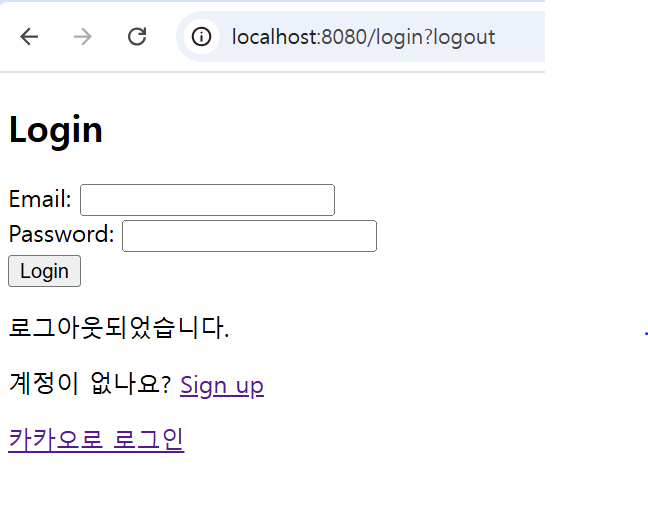 localhost:8080/login?logout
Login
Email:
Password:
Login
로그아웃되었습니다.
계정이 없나요? Sign up
카카오로 로그인